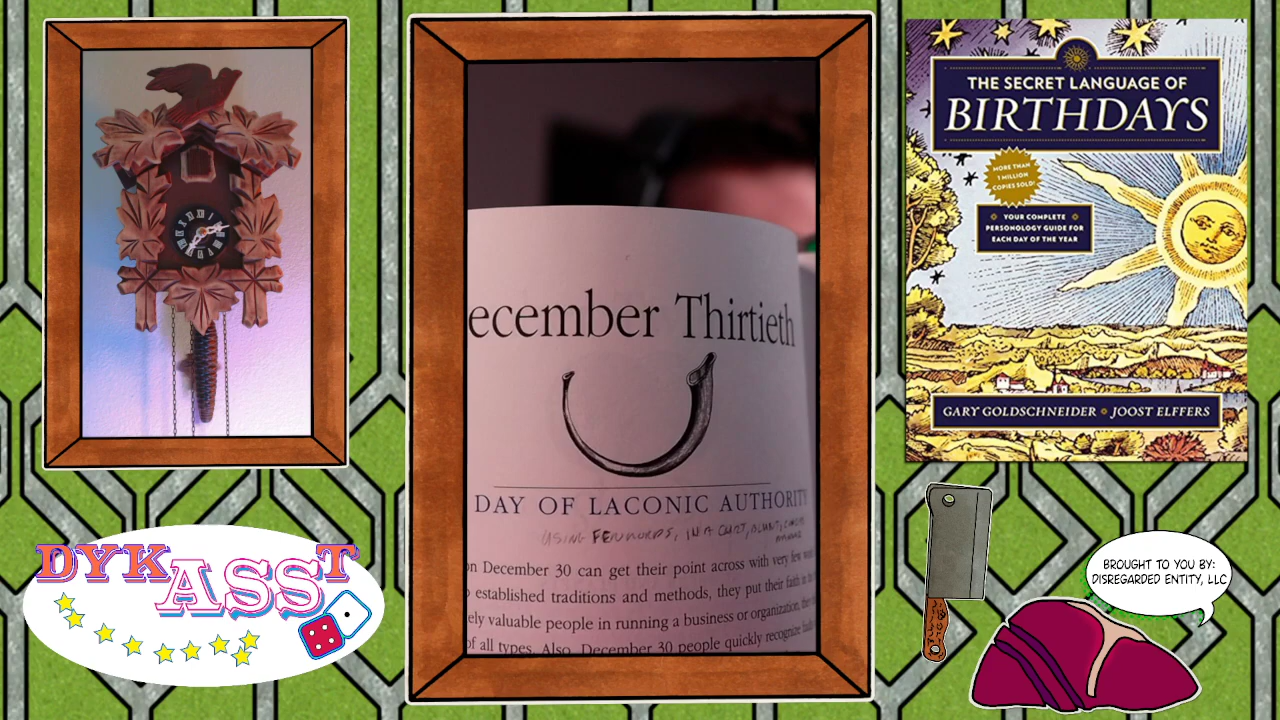 ecember Thirtieth
DAY OF LACONIC AUTHORITY
USING FEW WORDS, IN A CURT, BLUNT,
MANNER
on December 30 can get their point across with very few
established traditions and methods, they put their faith in
ely valuable people in running a business or organization,
of all types. Also, December 30 people quickly recognize
THE SECRET LANGUAGE OF
BIRTHDAYS
MORE THAN
1 MILLION
COPIES SOLD!
YOUR COMPLETE
PERSONOLOGY GUIDE FOR
EACH DAY OF THE YEAR
GARY GOLDSCHNEIDER JOOST ELFFERS
DYKASST
BROUGHT TO YOU BY:
DISREGARDED ENTITY, LLC